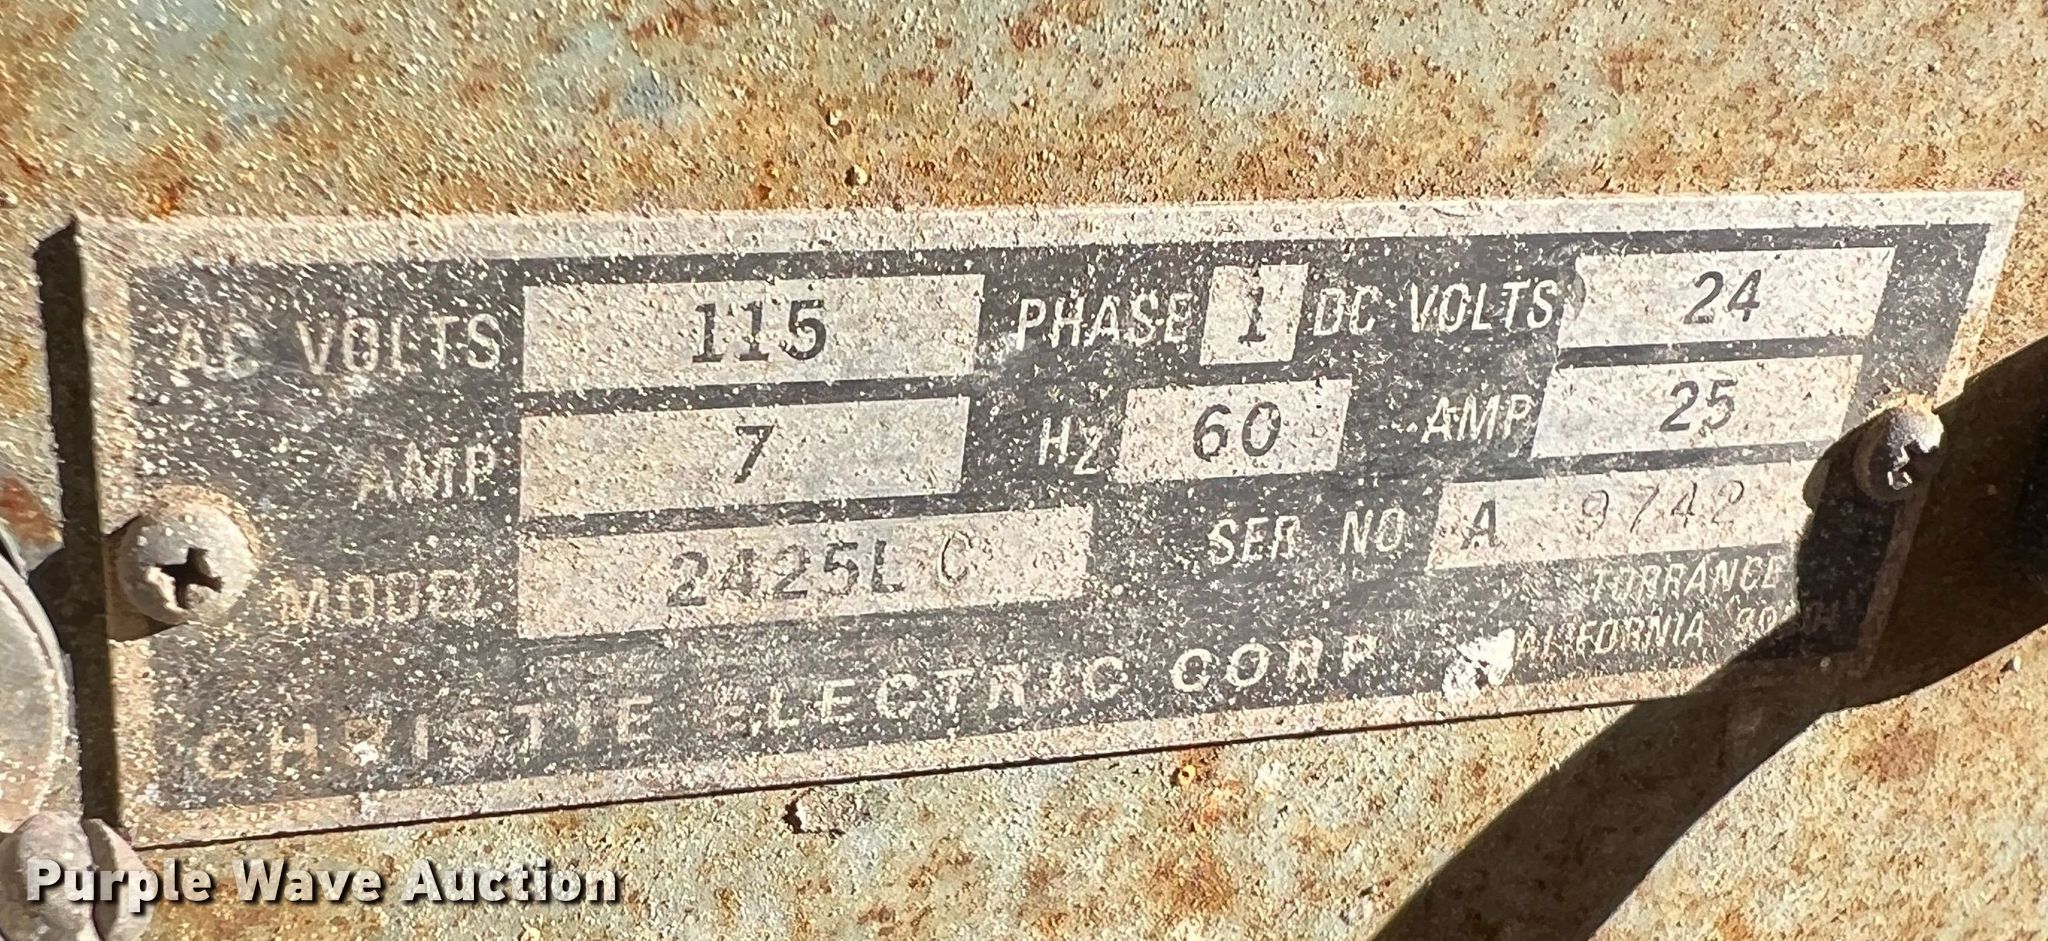 AC VOLTS 115 PHASE 1 DC VOLTS 24
AMP 7 HZ 60 AMP 25
MODEL 2425L C SER NO A 9742
TORRANCE
CHRISTIE ELECTRIC CORP CALIFORNIA
Purple Wave Auction